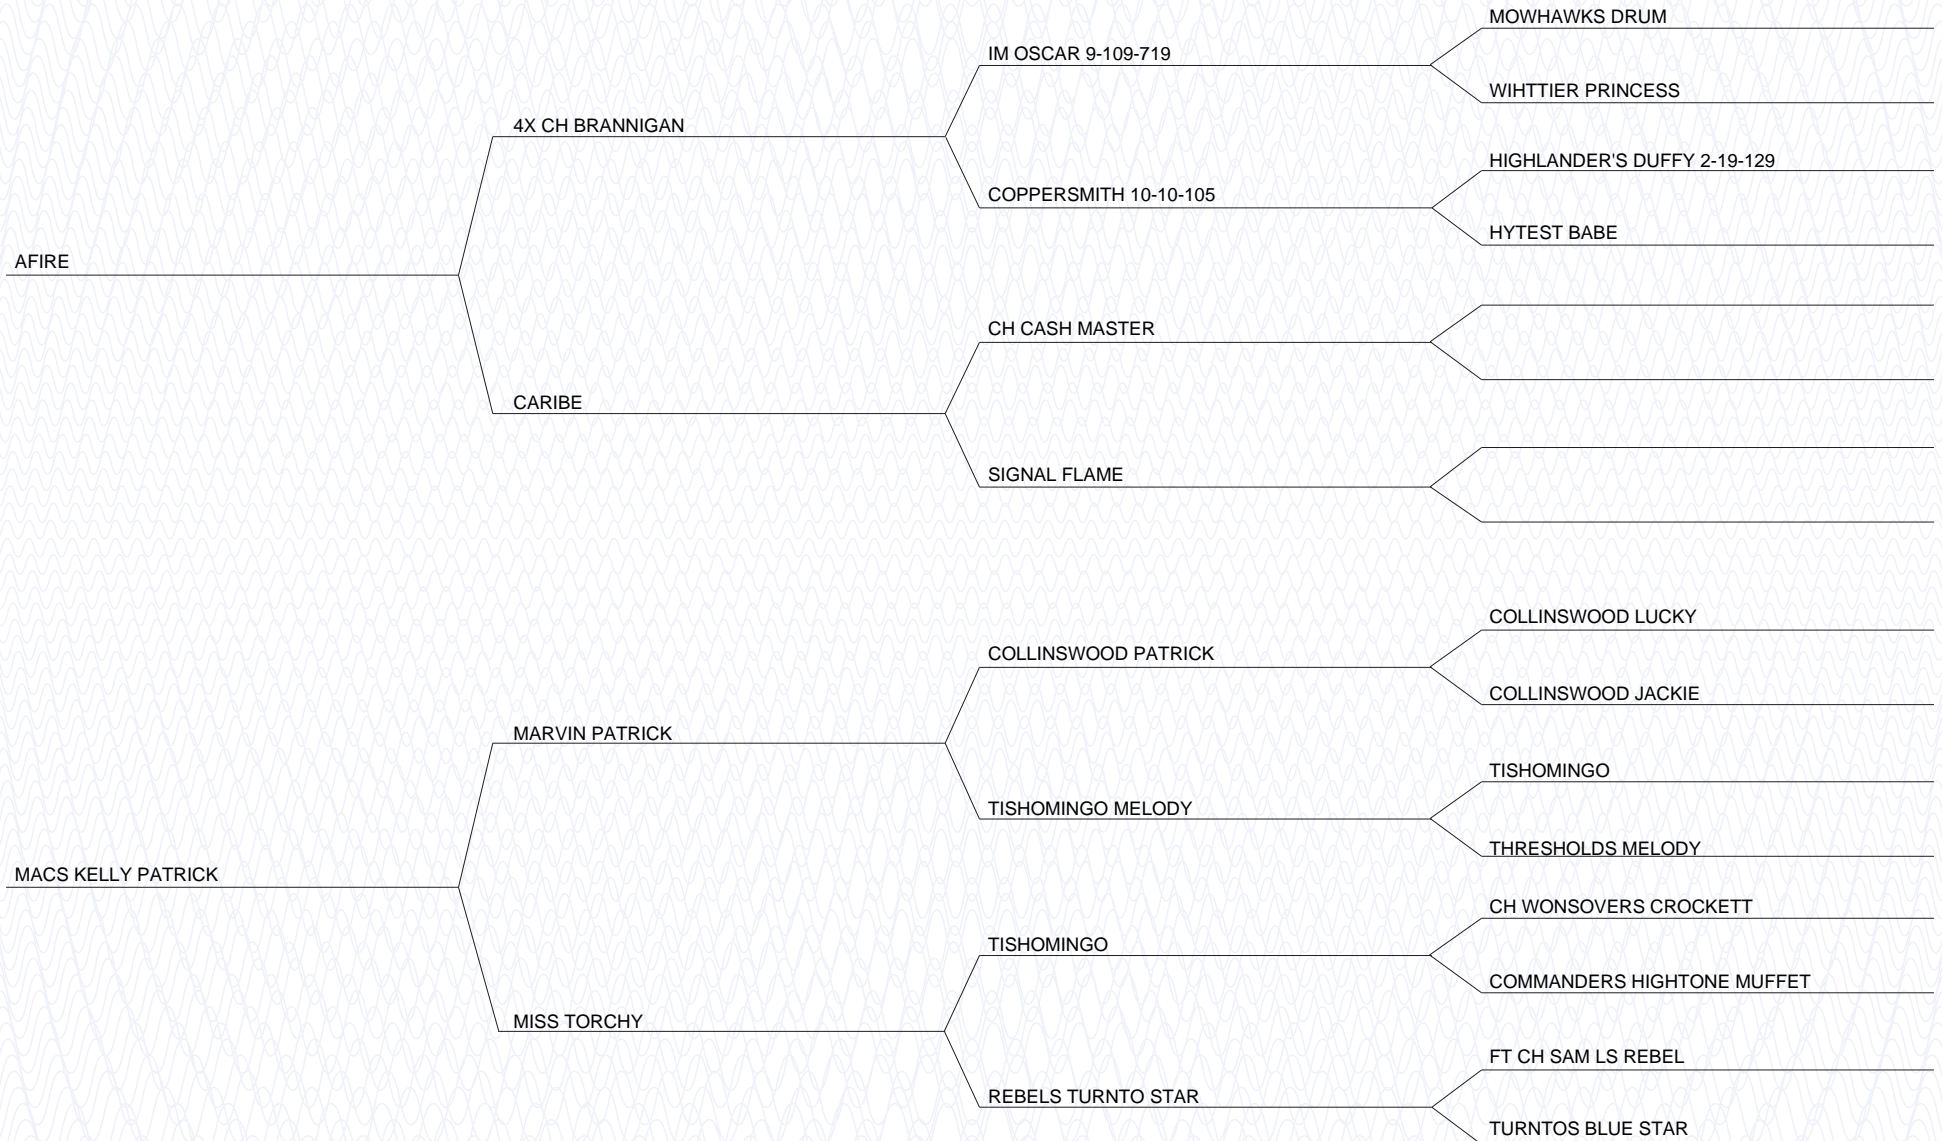 MOWHAWKS DRUM
IM OSCAR 9-109-719
WIHTTIER PRINCESS
4X CH BRANNIGAN
HIGHLANDER'S DUFFY 2-19-129
COPPERSMITH 10-10-105
HYTEST BABE
AFIRE
CH CASH MASTER
CARIBE
SIGNAL FLAME
COLLINSWOOD LUCKY
COLLINSWOOD PATRICK
COLLINSWOOD JACKIE
MARVIN PATRICK
TISHOMINGO
TISHOMINGO MELODY
THRESHOLDS MELODY
MACS KELLY PATRICK
CH WONSOVERS CROCKETT
TISHOMINGO
COMMANDERS HIGHTONE MUFFET
MISS TORCHY
FT CH SAM LS REBEL
REBELS TURNTO STAR
TURNTOS BLUE STAR